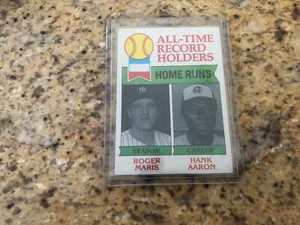 ALL-TIME
RECORD
HOLDERS
HOME RUNS
SEASON
CAREER
ROGER
MARIS
HANK
AARON